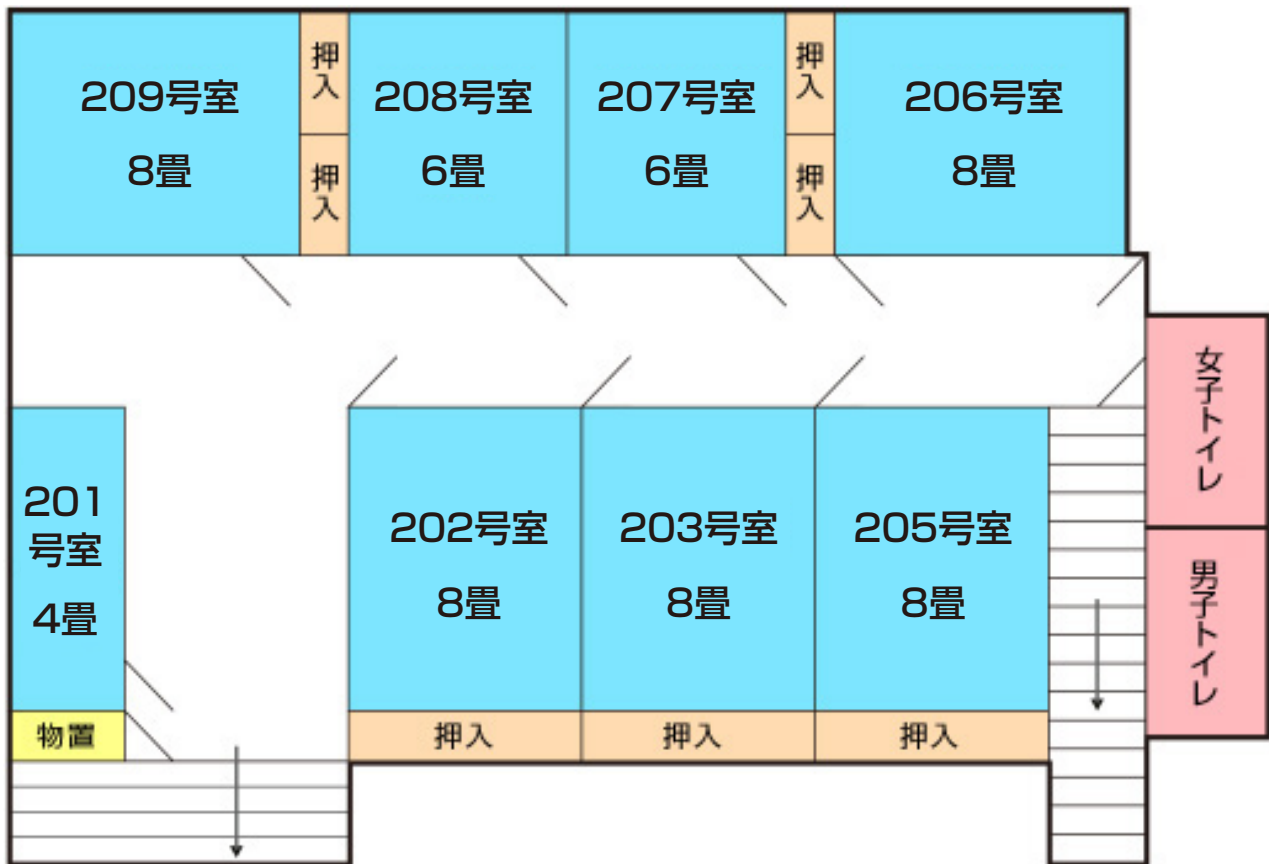 209号室
8畳
押入
押入
208号室
6畳
207号室
6畳
押入
押入
206号室
8畳
201
号室
4畳
物置
202号室
8畳
押入
203号室
8畳
押入
205号室
8畳
押入
女子トイレ
男子トイレ